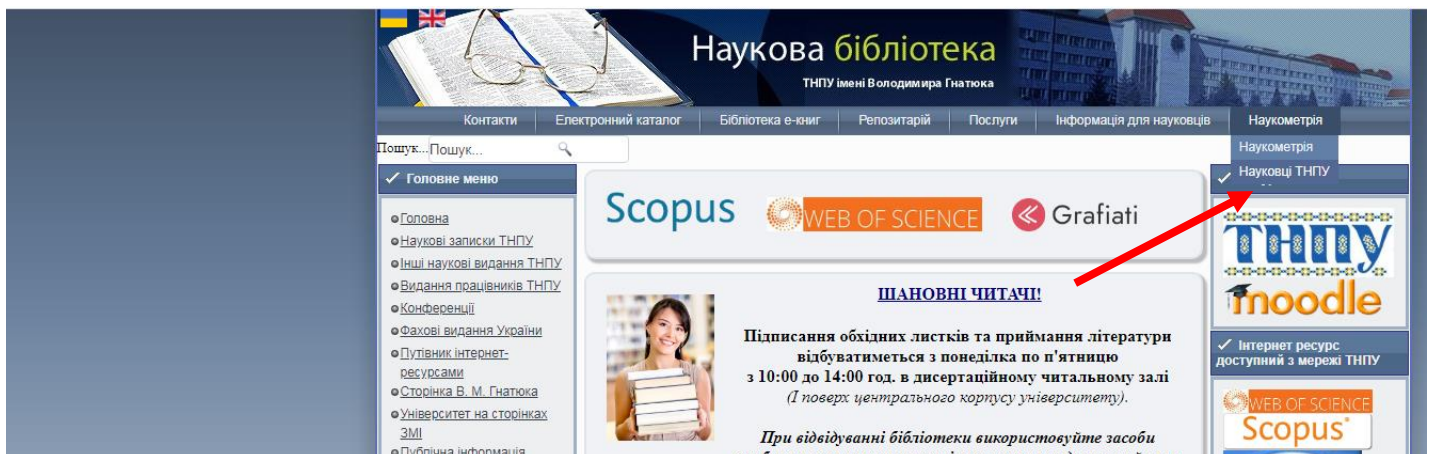 Наукова бібліотека
ТНПУ імені Володимира Гнатюка
Контакти Електронний каталог Бібліотека е-книг Репозитарій Послуги Інформація для науковців Наукометрія
Наукометрія
Науковці ТНПУ
Пошук...Пошук...
Головне меню
Головна
Наукові записки ТНПУ
Інші наукові видання ТНПУ
Видання працівників ТНПУ
Конференції
Фахові видання України
Путівник інтернет-
ресурсами
Сторінка В. М. Гнатюка
Університет на сторінках
ЗМІ
Публічна інформація
Scopus WEB OF SCIENCE Grafiati
ШАНОВНІ ЧИТАЧІ!
Підписання обхідних листків та приймання літератури
відбуватиметься з понеділка по п'ятницю
з 10:00 до 14:00 год. в дисертаційному читальному залі
(І поверх центрального корпусу університету).
При відвідуванні бібліотеки використовуйте засоби
ТНПУ
moodle
Інтернет ресурс
доступний з мережі ТНПУ
WEB OF SCIENCE
Scopus